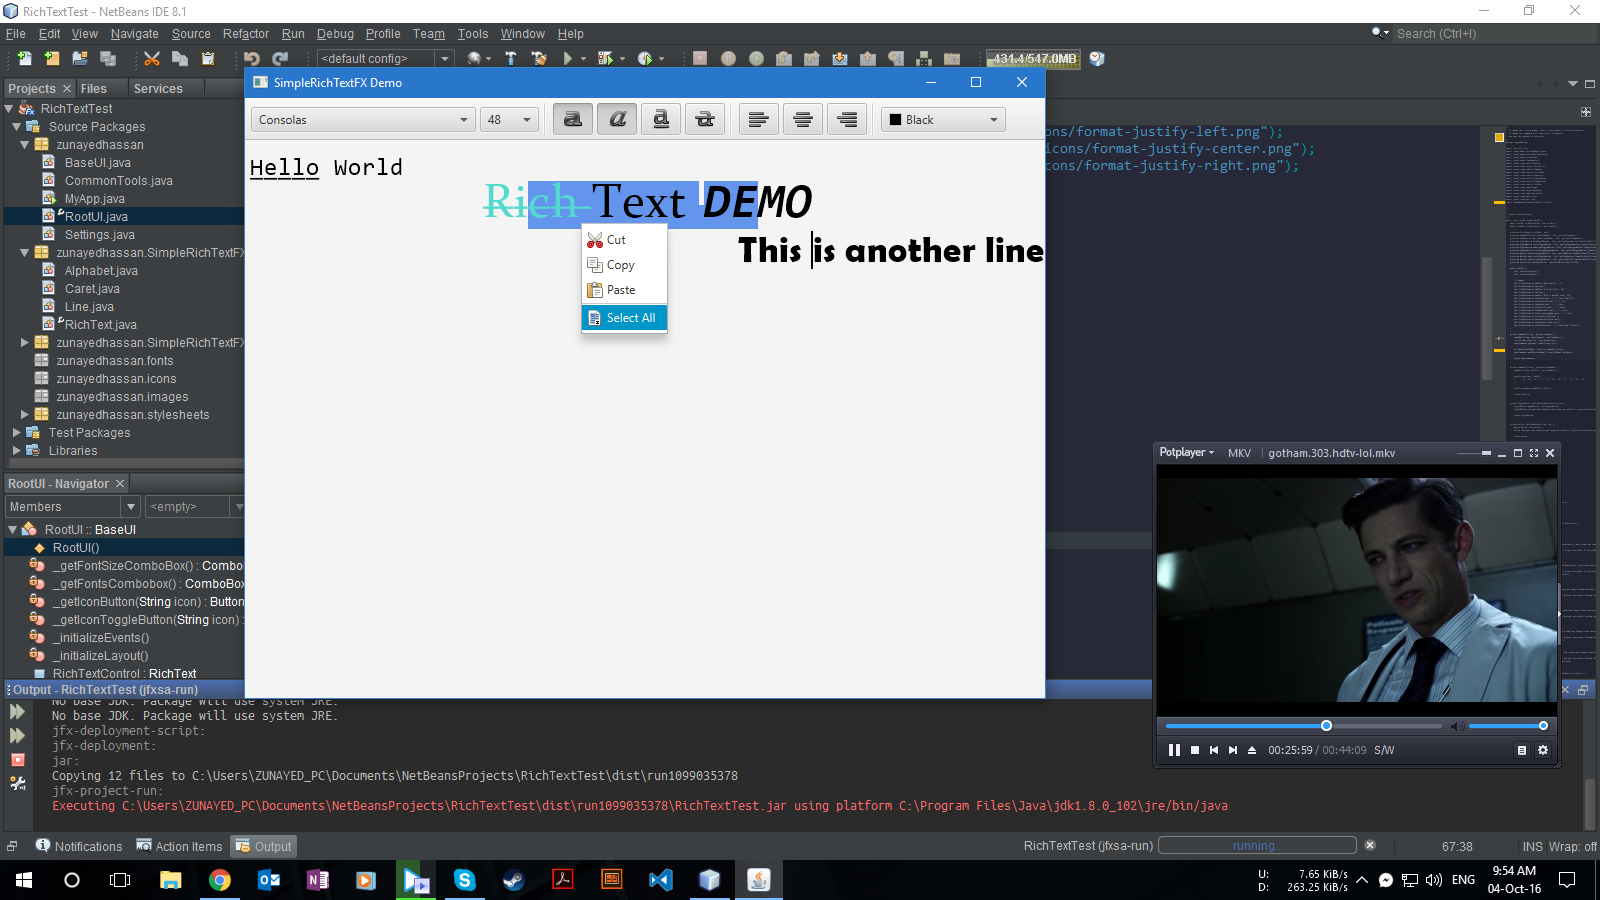 RichTextTest - NetBeans IDE 8.1
File Edit View Navigate Source Refactor Run Debug Profile Team Tools Window Help
Search (Ctrl+I)
<default config>
431.4/547.0MB
Projects Files Services
RichTextTest
Source Packages
zunayedhassan
BaseUI.java
CommonTools.java
MyApp.java
RootUI.java
Settings.java
zunayedhassan.SimpleRichTextFX
Alphabet.java
Caret.java
Line.java
RichText.java
zunayedhassan.SimpleRichTextFX
zunayedhassan.fonts
zunayedhassan.icons
zunayedhassan.images
zunayedhassan.stylesheets
Test Packages
Libraries
RootUI - Navigator
Members <empty>
RootUI :: BaseUI
RootUI()
_getFontSizeComboBox() : Combo
_getFontsCombobox() : ComboBox
_getIconButton(String icon) : Button
_getIconToggleButton(String icon) :
_initializeEvents()
_initializeLayout()
RichTextControl : RichText
SimpleRichTextFX Demo
Consolas 48 a a a a Black
Hello World
Rich Text DEMO
This is another line
Cut
Copy
Paste
Select All
ons/format-justify-left.png");
icons/format-justify-center.png");
icons/format-justify-right.png");
Potplayer MKV gotham.303.hdtv-lol.mkv
00:25:59 / 00:44:09 S/W
Output - RichTextTest (jfxsa-run)
No base JDK. Package will use system JRE.
No base JDK. Package will use system JRE.
jfx-deployment-script:
jfx-deployment:
jar:
Copying 12 files to C:\Users\ZUNAYED_PC\Documents\NetBeansProjects\RichTextTest\dist\run1099035378
jfx-project-run:
Executing C:\Users\ZUNAYED_PC\Documents\NetBeansProjects\RichTextTest\dist\run1099035378\RichTextTest.jar using platform C:\Program Files\Java\jdk1.8.0_102\jre/bin/java
Notifications Action Items Output
RichTextTest (jfxsa-run) running... 67:38 INS Wrap: off
U: 7.65 KiB/s
D: 263.25 KiB/s
ENG
9:54 AM
04-Oct-16